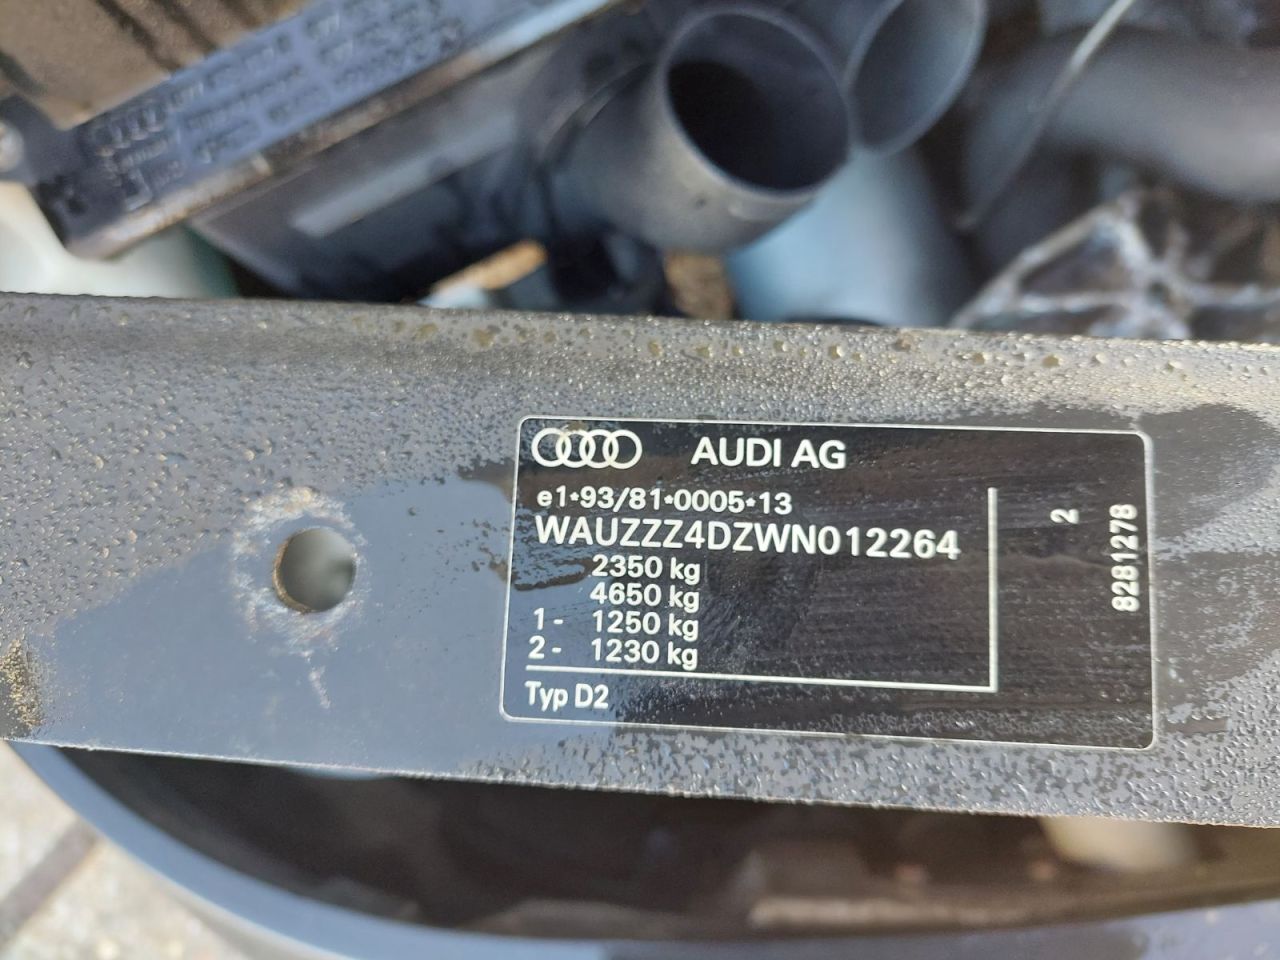 AUDI AG
e1*93/81*0005*13
WAUZZZ4DZWN012264
2350 kg
4650 kg
1- 1250 kg
2- 1230 kg
Typ D2
2
8281278